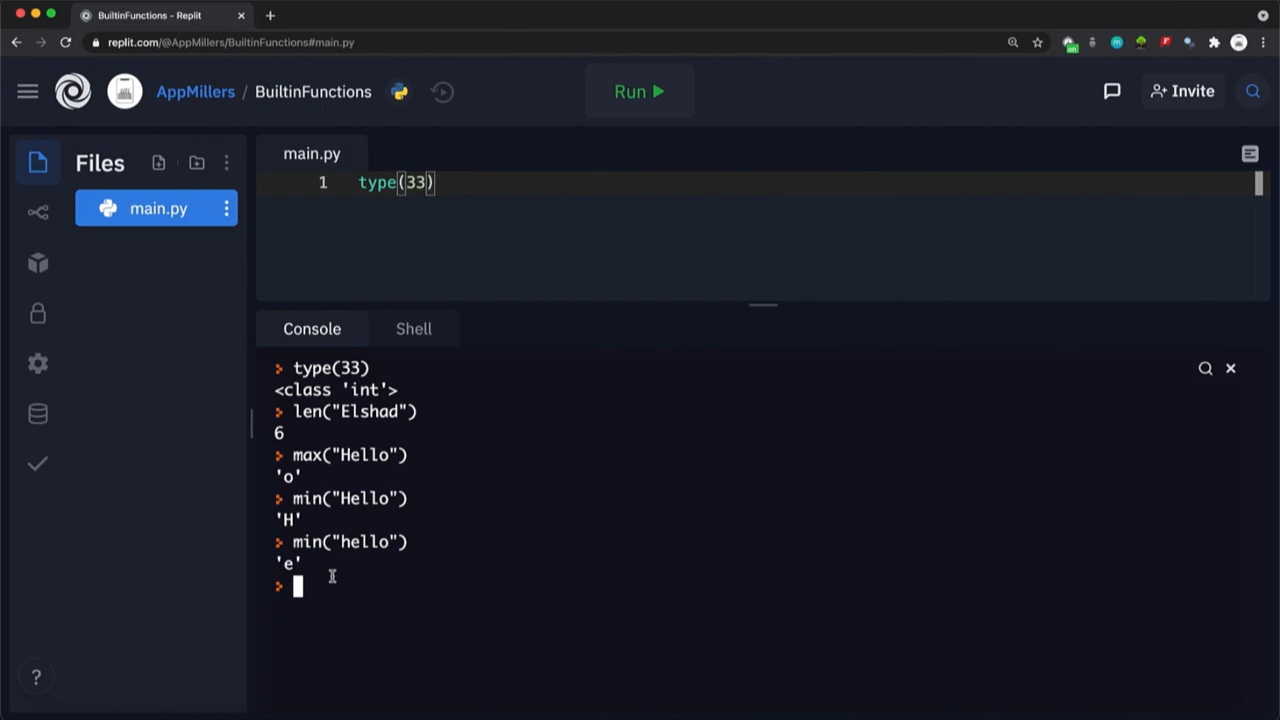 BuiltinFunctions - Replit
replit.com/@AppMillers/BuiltinFunctions#main.py
AppMillers / BuiltinFunctions
Run
Invite
Files
main.py
main.py
1 type(33)
Console
Shell
type(33)
<class 'int'>
len("Elshad")
6
max("Hello")
'o'
min("Hello")
'H'
min("hello")
'e'
?